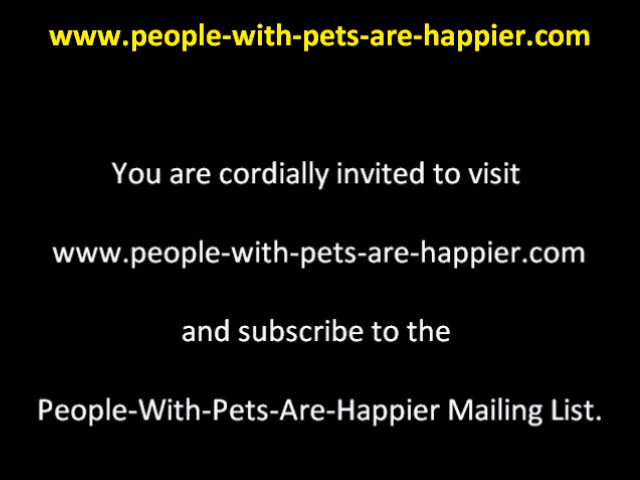 www.people-with-pets-are-happier.com
You are cordially invited to visit
www.people-with-pets-are-happier.com
and subscribe to the
People-With-Pets-Are-Happier Mailing List.